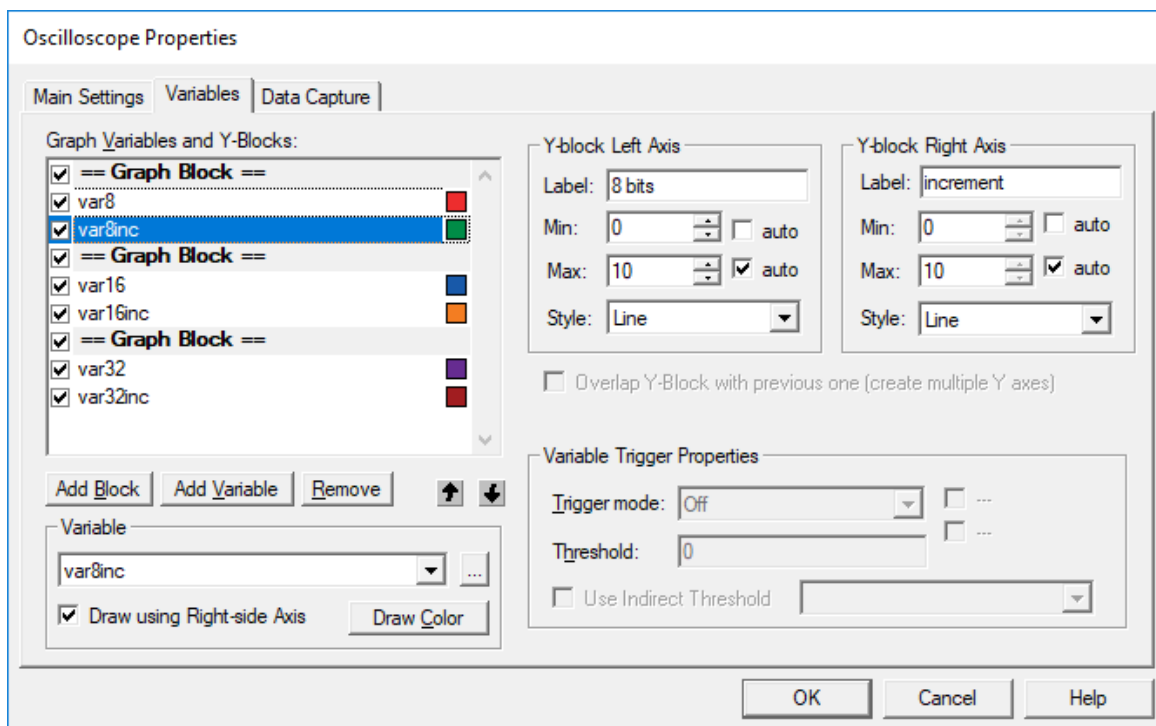 Oscilloscope Properties
Main Settings
Variables
Data Capture
Graph Variables and Y-Blocks:
== Graph Block ==
var8
var8inc
== Graph Block ==
var16
var16inc
== Graph Block ==
var32
var32inc
Add Block
Add Variable
Remove
Variable
var8inc
...
Draw using Right-side Axis
Draw Color
Y-block Left Axis
Label: 8 bits
Min: 0 auto
Max: 10 auto
Style: Line
Y-block Right Axis
Label: increment
Min: 0 auto
Max: 10 auto
Style: Line
Overlap Y-Block with previous one (create multiple Y axes)
Variable Trigger Properties
Trigger mode: Off ---
---
Threshold: 0
Use Indirect Threshold
OK
Cancel
Help